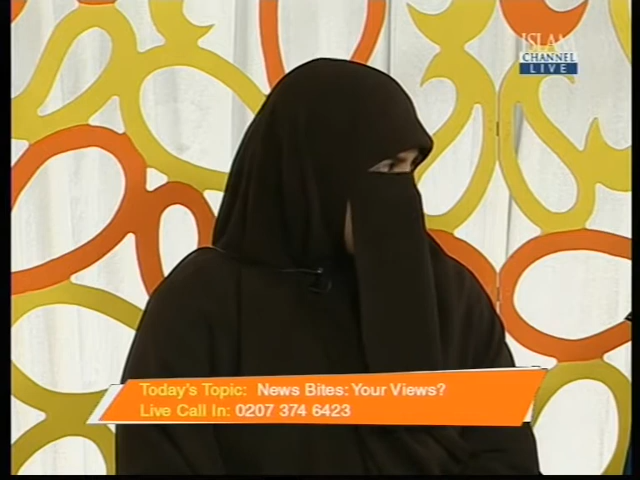 ISLAM
CHANNEL
LIVE
Today's Topic: News Bites: Your Views?
Live Call In: 0207 374 6423